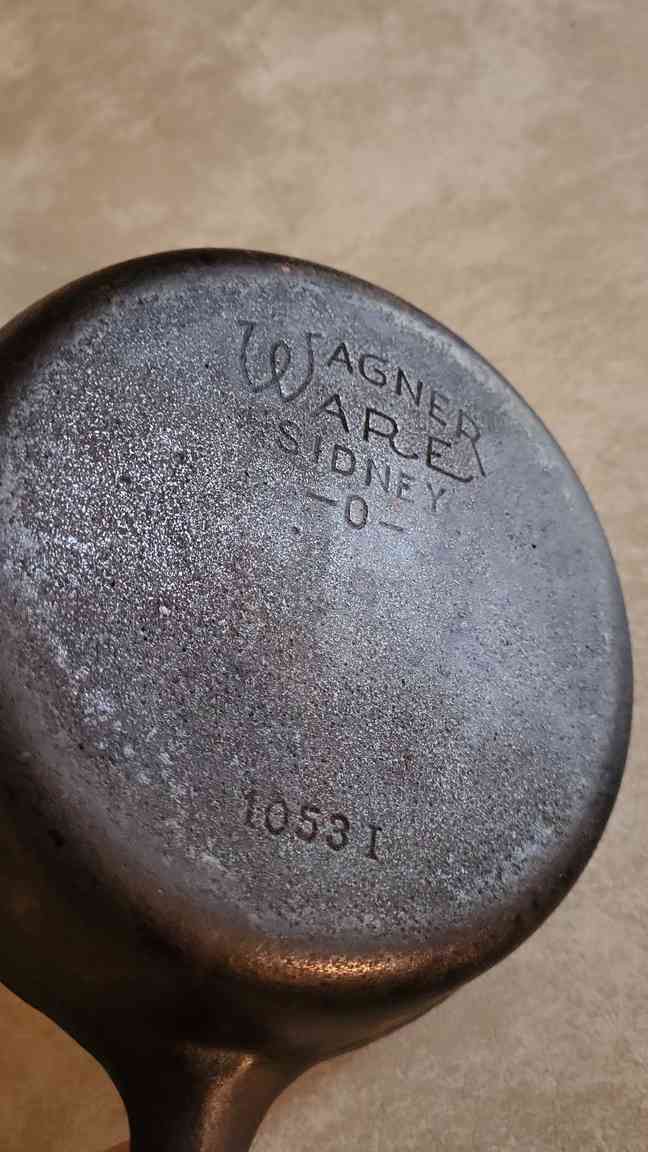 WAGNER
WARE
SIDNEY
-O-
1053 I